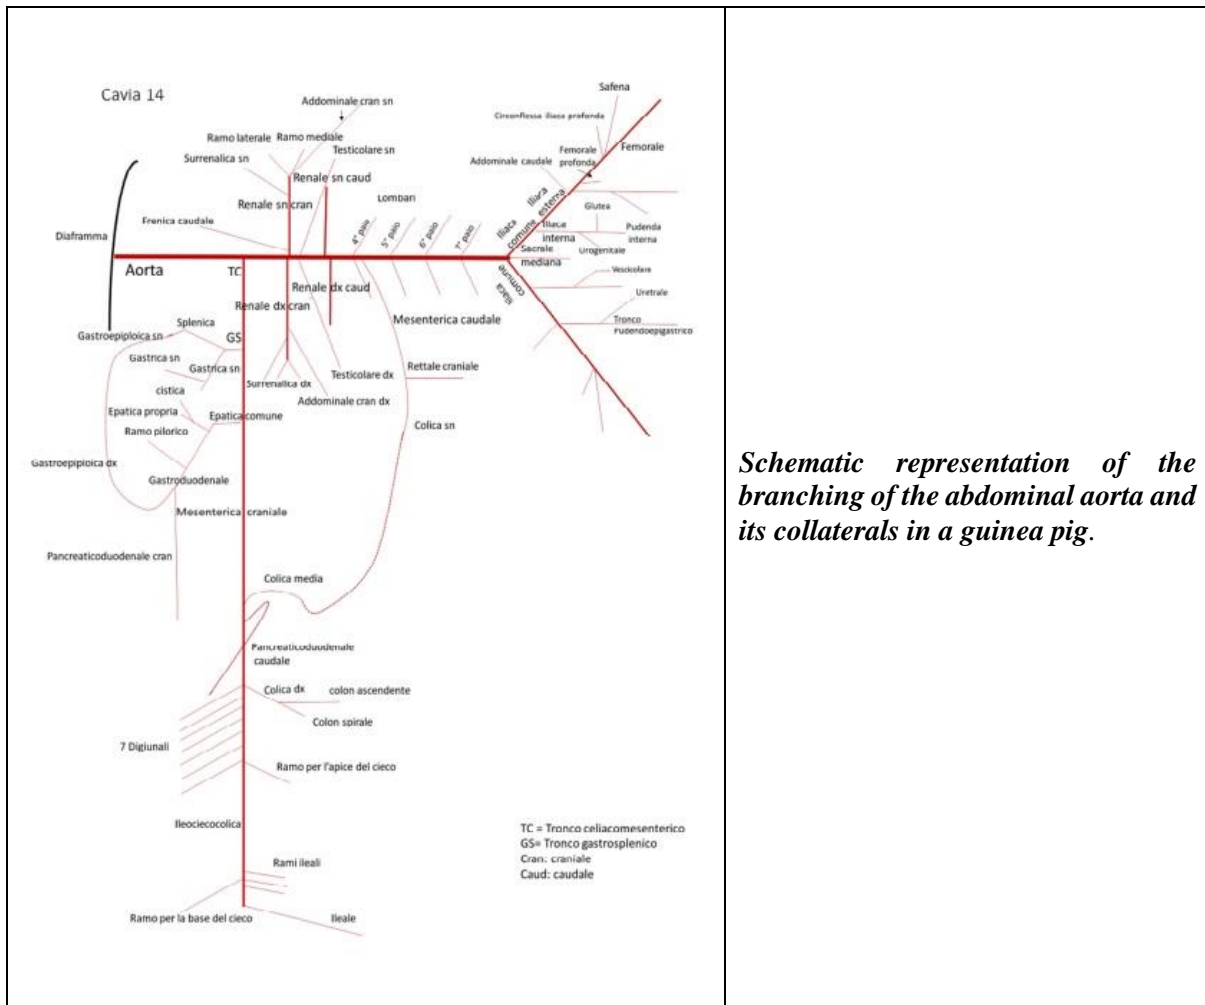 Cavia 14
Addominale cran sn
Ramo laterale
Ramo mediale
Testicolare sn
Surrenalica sn
Renale sn caud
Renale sn cran
Frenica caudale
Diaframma
Aorta
TC
Lombari
4° paio
5° paio
6° paio
7° paio
Safena
Circonflessa iliaca profonda
Femorale
Femorale
profonda
Addominale caudale
Iliaca
esterna
Iliaca
comune
Glutea
Iliaca
interna
Pudenda
interna
Urogenitale
Sacrale
mediana
Iliaca
comune
Vescicolare
Uretrale
Tronco
Pudendoepigastrico
Renale dx caud
Renale dx cran
Mesenterica caudale
Splenica
Gastroepiploica sn
GS
Gastrica sn
Gastrica sn
Surrenalica dx
Testicolare dx
Addominale cran dx
Rettale craniale
Colica sn
cistica
Epatica propria
Epatica comune
Ramo pilorico
Gastroepiploica dx
Gastroduodenale
Mesenterica craniale
Pancreaticoduodenale cran
Colica media
Pancreaticoduodenale
caudale
Colica dx
colon ascendente
Colon spirale
7 Digiunali
Ramo per l'apice del cieco
Ileociecocolica
Rami ileali
Ramo per la base del cieco
Ileale
TC = Tronco celiacomesenterico
GS= Tronco gastrosplenico
Cran: craniale
Caud: caudale
Schematic representation of the
branching of the abdominal aorta and
its collaterals in a guinea pig.